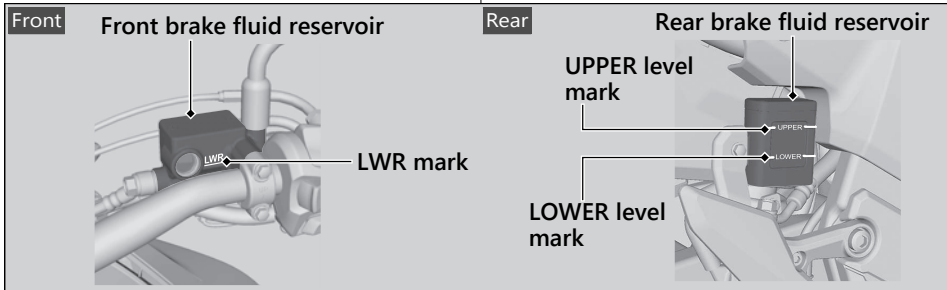 Front
Front brake fluid reservoir
LWR
LWR mark
Rear
Rear brake fluid reservoir
UPPER level
mark
UPPER
LOWER
LOWER level
mark